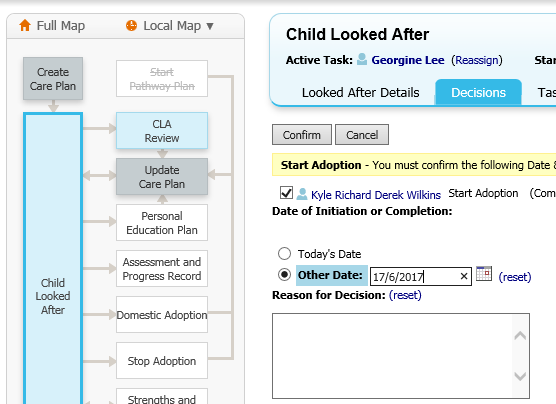 Full Map
Local Map ▼
Create
Care Plan
Start
Pathway Plan
CLA
Review
Update
Care Plan
Personal
Education Plan
Assessment and
Progress Record
Child
Looked
After
Domestic Adoption
Stop Adoption
Strengths and
Child Looked After
Active Task: Georgine Lee (Reassign) Star
Looked After Details Decisions Tas
Confirm Cancel
Start Adoption - You must confirm the following Date &
Kyle Richard Derek Wilkins Start Adoption (Com
Date of Initiation or Completion:
Today's Date
Other Date: 17/6/2017 × (reset)
Reason for Decision: (reset)